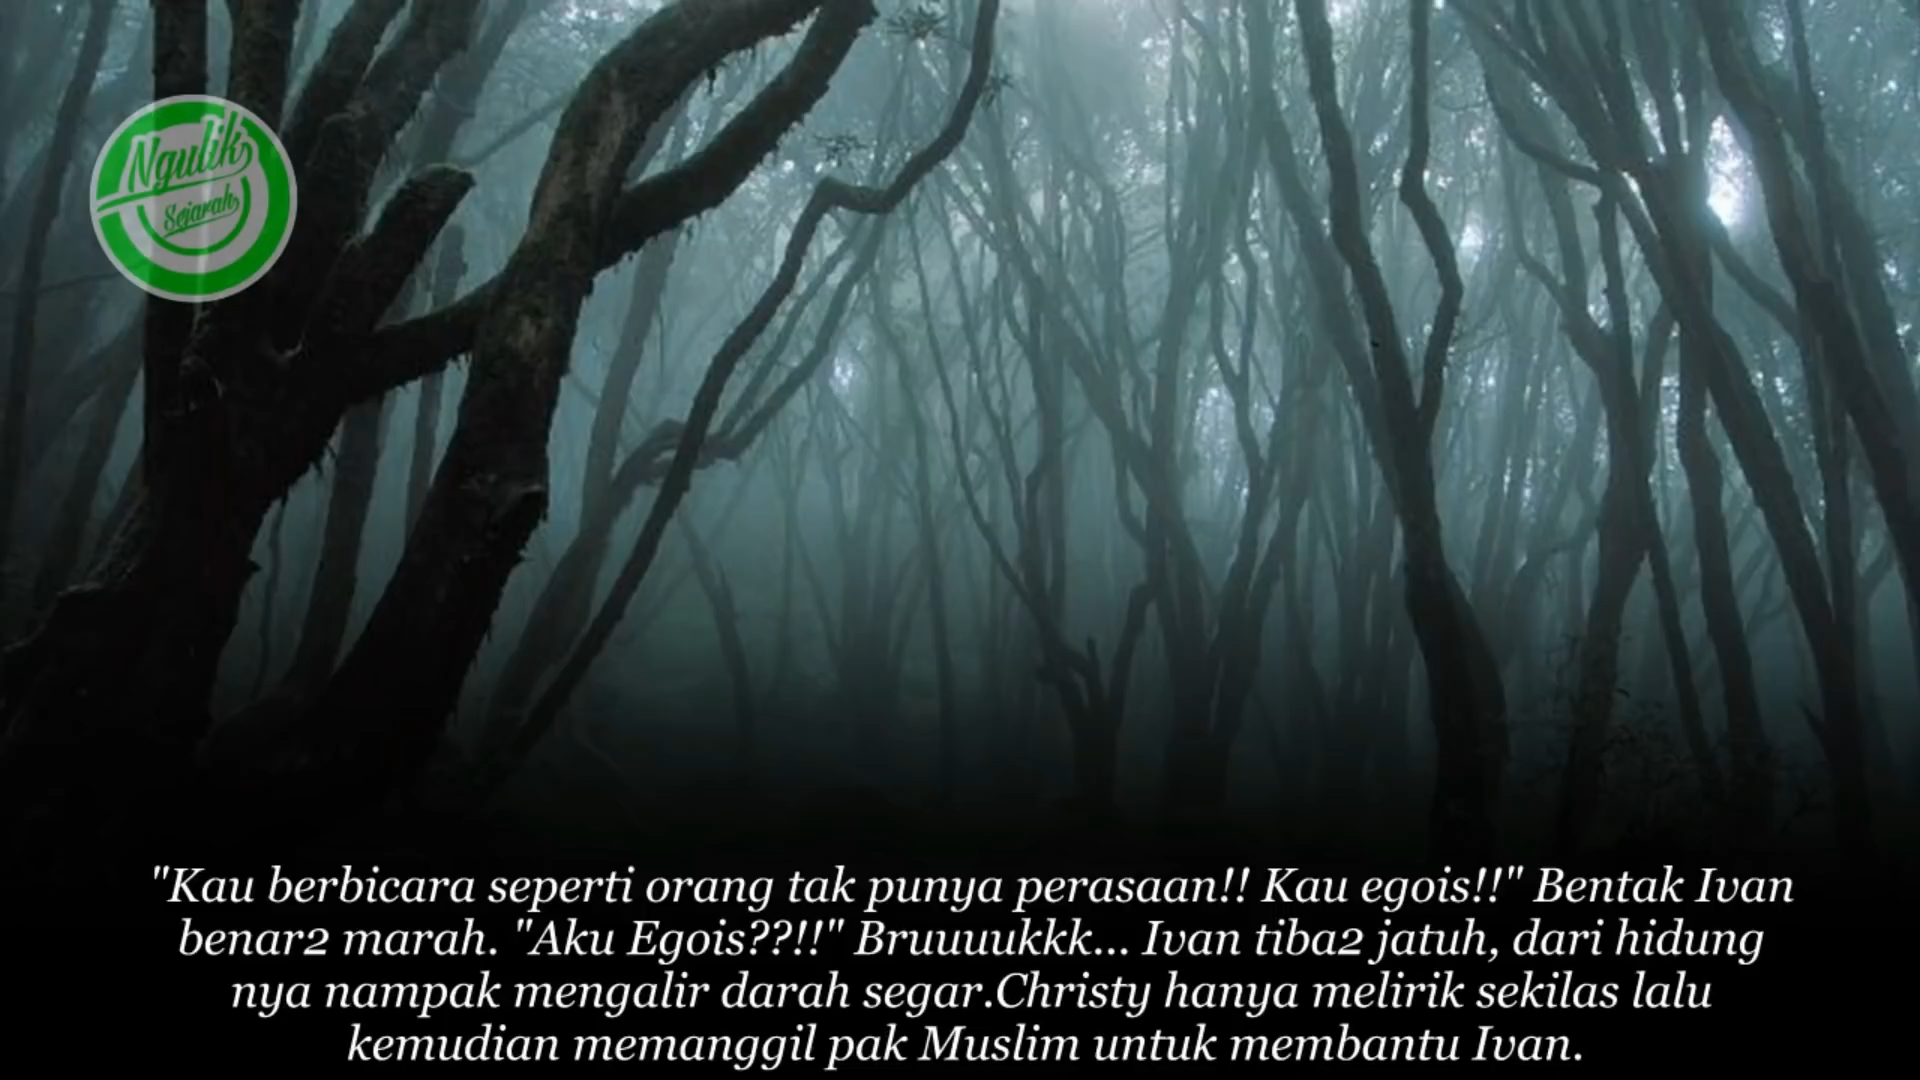 Ngulik
Sejarah
"Kau berbicara seperti orang tak punya perasaan!! Kau egois!!" Bentak Ivan
benar2 marah. "Aku Egois??!!" Bruuuukkk... Ivan tiba2 jatuh, dari hidung
nya nampak mengalir darah segar.Christy hanya melirik sekilas lalu
kemudian memanggil pak Muslim untuk membantu Ivan.